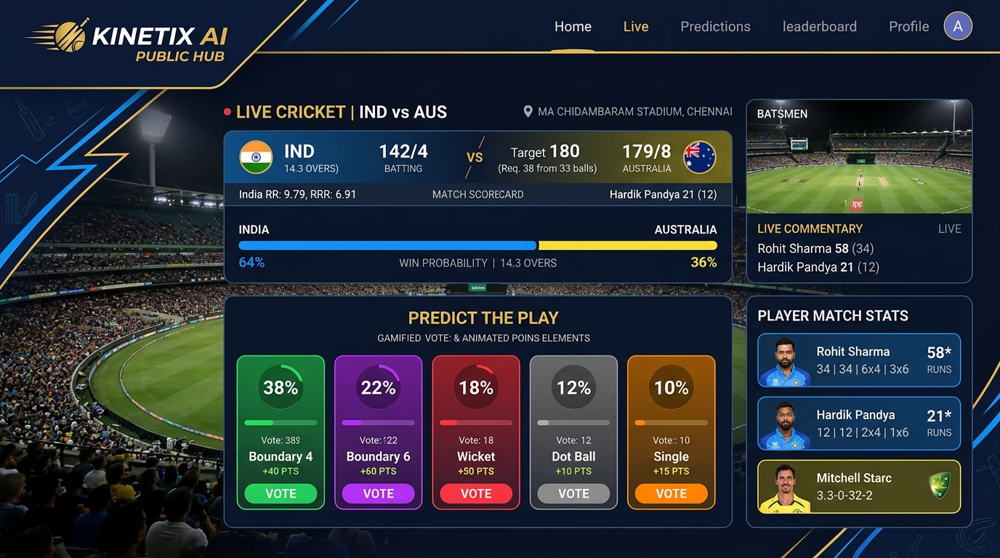 KINETIX AI
PUBLIC HUB
Home
Live
Predictions
leaderboard
Profile
A
LIVE CRICKET | IND vs AUS
MA CHIDAMBARAM STADIUM, CHENNAI
IND
14.3 OVERS)
142/4
BATTING
VS
Target 180
(Req. 38 from 33 balls)
179/8
AUSTRALIA
India RR: 9.79, RRR: 6.91
MATCH SCORECARD
Hardik Pandya 21 (12)
INDIA
AUSTRALIA
64%
WIN PROBABILITY | 14.3 OVERS
36%
BATSMEN
LIVE COMMENTARY
LIVE
Rohit Sharma 58 (34)
Hardik Pandya 21 (12)
PREDICT THE PLAY
GAMIFIED VOTE: & ANIMATED POINS ELEMENTS
38%
Vote: 389
Boundary 4
+40 PTS
VOTE
22%
Vote: :22
Boundary 6
+60 PTS
VOTE
18%
Vote: 18
Wicket
+50 PTS
VOTE
12%
Vote: 12
Dot Ball
+10 PTS
VOTE
10%
Vote:: 10
Single
+15 PTS
VOTE
PLAYER MATCH STATS
Rohit Sharma
34 | 34 | 6x4 | 3x6
58*
RUNS
Hardik Pandya
12 | 12 | 2x4 | 1x6
21*
RUNS
Mitchell Starc
3.3-0-32-2